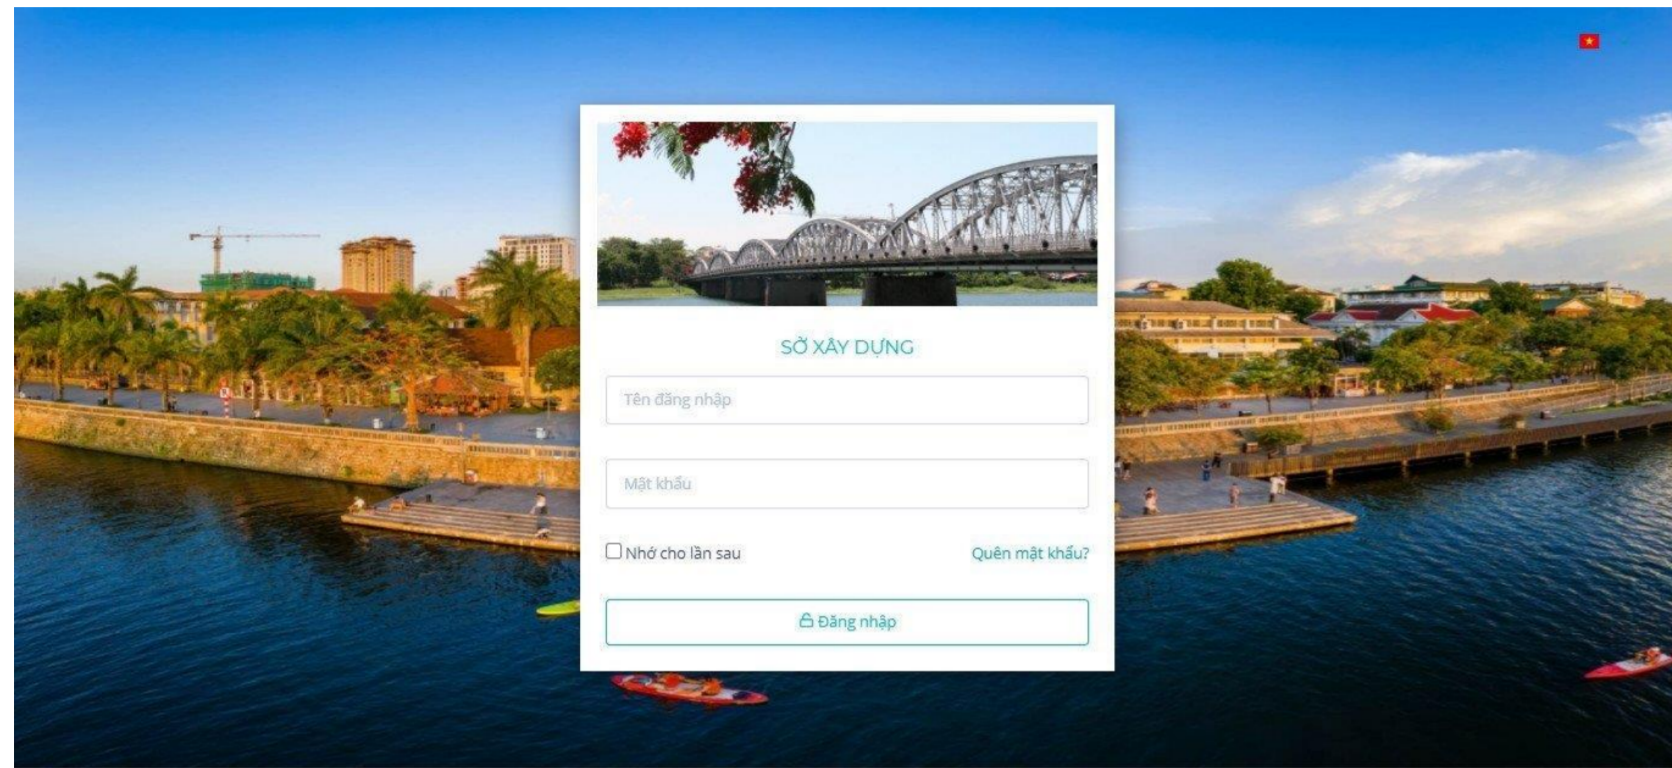 SỞ XÂY DỰNG
Tên đăng nhập
Mật khẩu
Nhớ cho lần sau
Quên mật khẩu?
Đăng nhập